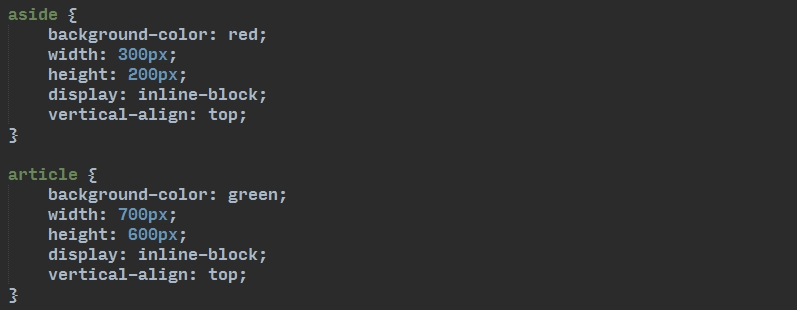 aside {
    background-color: red;
    width: 300px;
    height: 200px;
    display: inline-block;
    vertical-align: top;
}

article {
    background-color: green;
    width: 700px;
    height: 600px;
    display: inline-block;
    vertical-align: top;
}